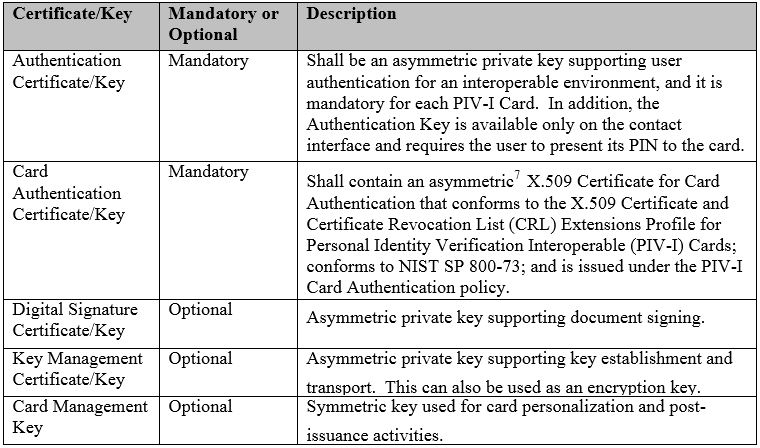 Certificate/Key Mandatory or Optional Description
Authentication Certificate/Key
Mandatory
Shall be an asymmetric private key supporting user
authentication for an interoperable environment, and it is
mandatory for each PIV-I Card.  In addition, the
Authentication Key is available only on the contact
interface and requires the user to present its PIN to the card.
Card
Authentication
Certificate/Key
Mandatory
Shall contain an asymmetric7 X.509 Certificate for Card
Authentication that conforms to the X.509 Certificate and
Certificate Revocation List (CRL) Extensions Profile for
Personal Identity Verification Interoperable (PIV-I) Cards;
conforms to NIST SP 800-73; and is issued under the PIV-I
Card Authentication policy.
Digital Signature
Certificate/Key
Optional
Asymmetric private key supporting document signing.
Key Management
Certificate/Key
Optional
Asymmetric private key supporting key establishment and
transport.  This can also be used as an encryption key.
Card Management
Key
Optional
Symmetric key used for card personalization and post-
issuance activities.